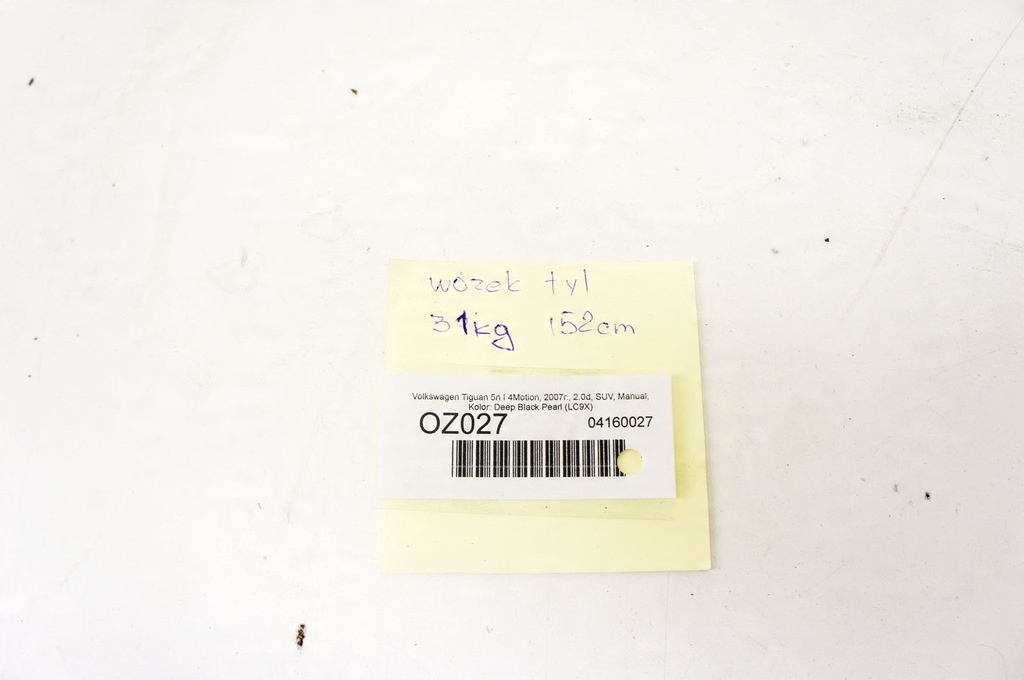 wózek tył
31kg 152cm
Volkswagen Tiguan 5n I 4Motion, 2007r., 2.0d, SUV, Manual,
Kolor: Deep Black Pearl (LC9X)
OZ027 04160027